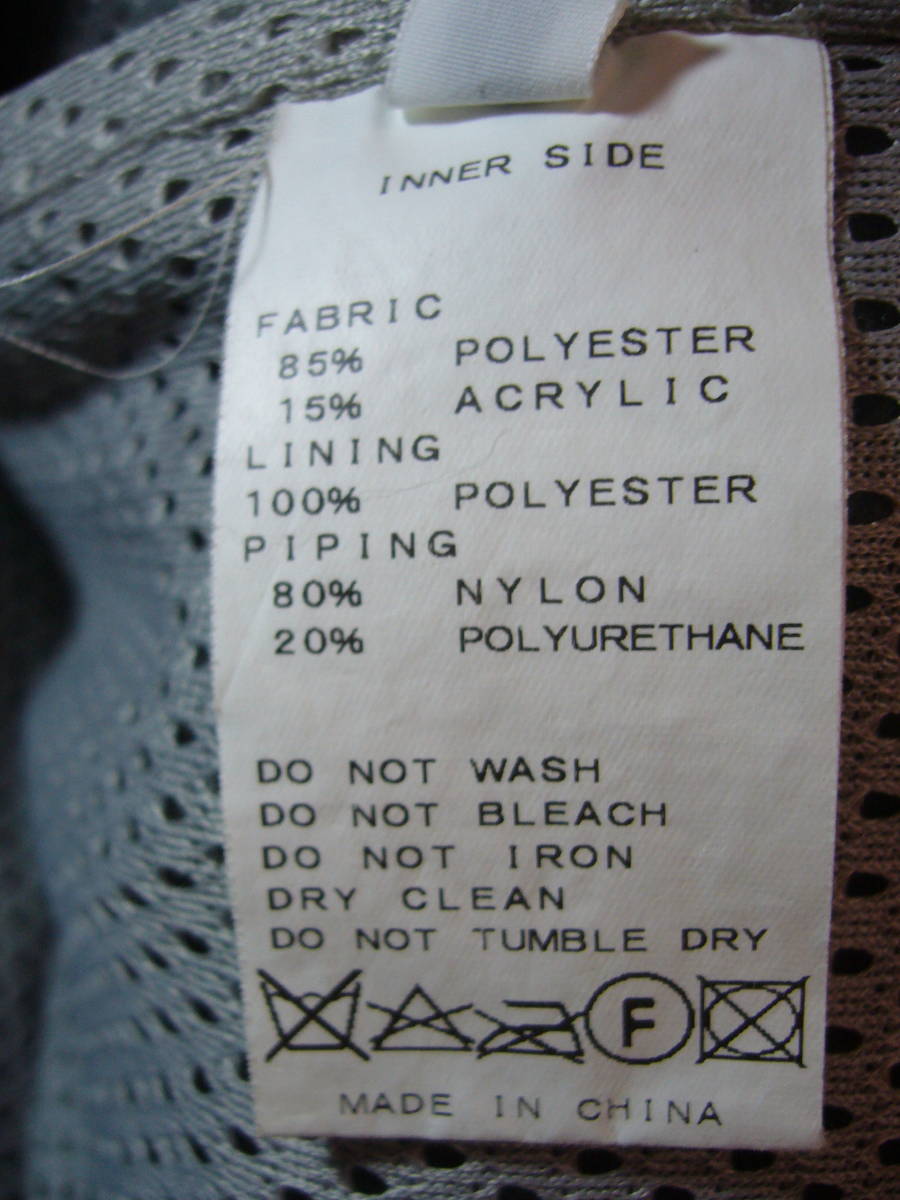 INNER SIDE
FABRIC
85% POLYESTER
15% ACRYLIC
LINING
100% POLYESTER
PIPING
80% NYLON
20% POLYURETHANE
DO NOT WASH
DO NOT BLEACH
DO NOT IRON
DRY CLEAN
DO NOT TUMBLE DRY
F
MADE IN CHINA